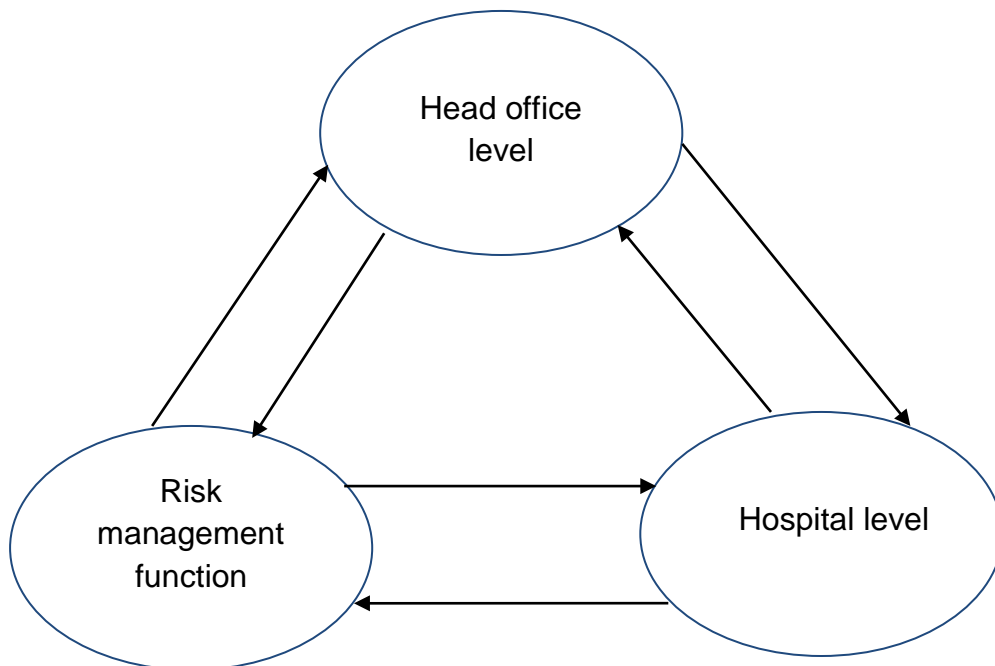 Head office
level
Risk
management
function
Hospital level